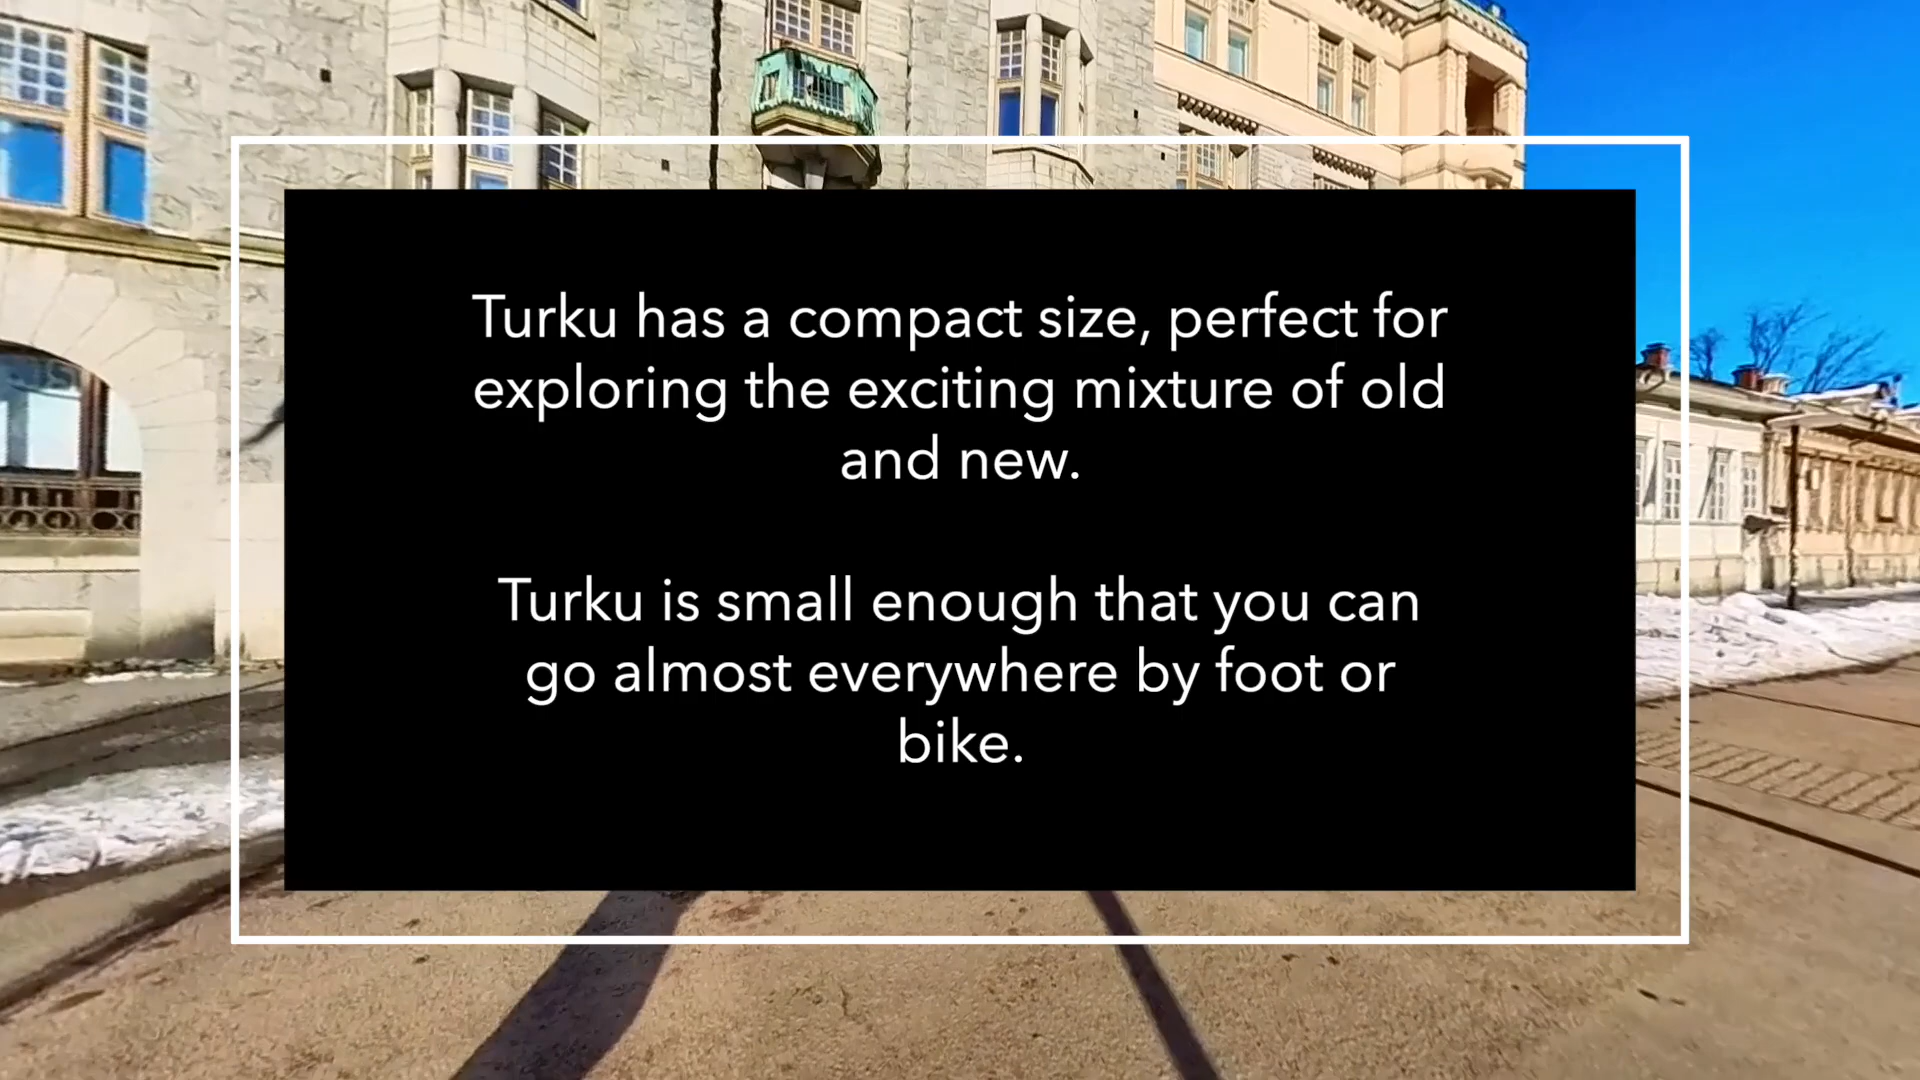 Turku has a compact size, perfect for
exploring the exciting mixture of old
and new.
Turku is small enough that you can
go almost everywhere by foot or
bike.